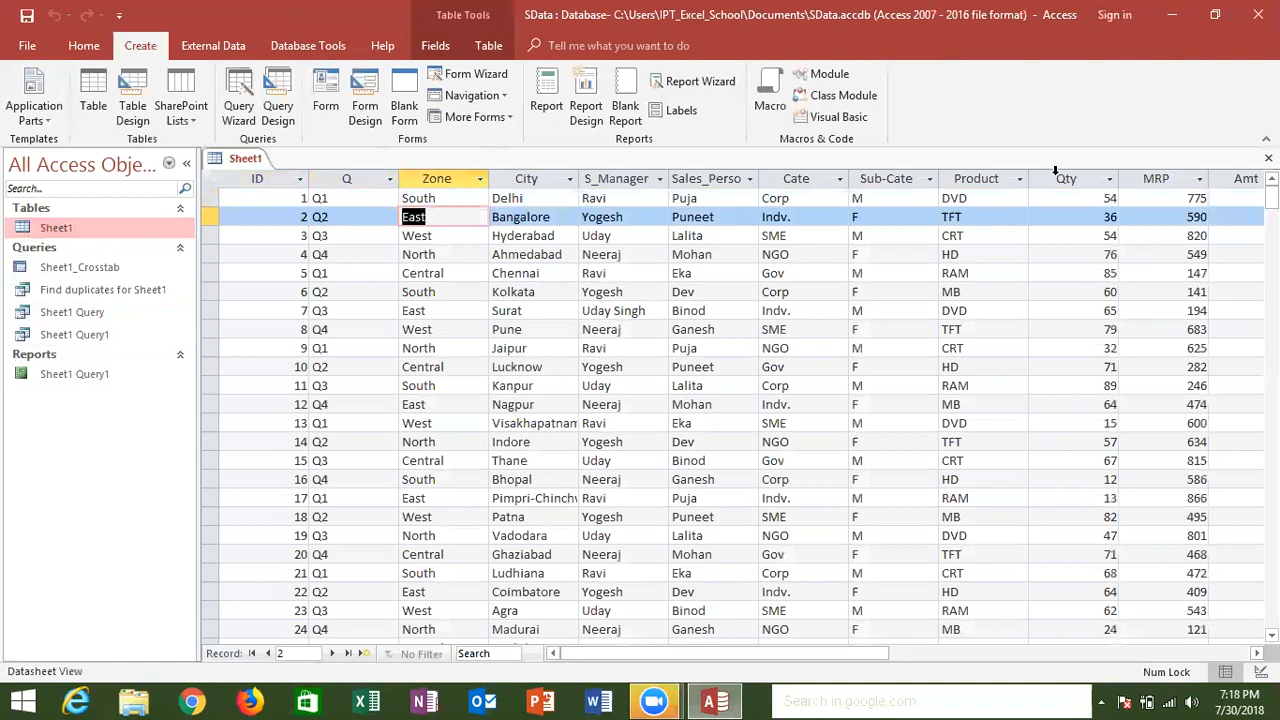 Table Tools
SData : Database- C:\Users\IPT_Excel_School\Documents\SData.accdb (Access 2007 - 2016 file format) - Access
Sign in
File Home Create External Data Database Tools Help Fields Table Tell me what you want to do
Application Parts Table Table Design SharePoint Lists Query Wizard Query Design Form Form Design Blank Form Form Wizard Navigation More Forms Report Report Design Blank Report Report Wizard Labels Macro Module Class Module Visual Basic
Templates Tables Queries Forms Reports Macros & Code
All Access Obje...
Search...
Tables
Sheet1
Queries
Sheet1_Crosstab
Find duplicates for Sheet1
Sheet1 Query
Sheet1 Query1
Reports
Sheet1 Query1
Sheet1
ID Q Zone City S_Manager Sales_Perso Cate Sub-Cate Product Qty MRP Amt
1 Q1 South Delhi Ravi Puja Corp M DVD 54 775
2 Q2 East Bangalore Yogesh Puneet Indv. F TFT 36 590
3 Q3 West Hyderabad Uday Lalita SME M CRT 54 820
4 Q4 North Ahmedabad Neeraj Mohan NGO F HD 76 549
5 Q1 Central Chennai Ravi Eka Gov M RAM 85 147
6 Q2 South Kolkata Yogesh Dev Corp F MB 60 141
7 Q3 East Surat Uday Singh Binod Indv. M DVD 65 194
8 Q4 West Pune Neeraj Ganesh SME F TFT 79 683
9 Q1 North Jaipur Ravi Puja NGO M CRT 32 625
10 Q2 Central Lucknow Yogesh Puneet Gov F HD 71 282
11 Q3 South Kanpur Uday Lalita Corp M RAM 89 246
12 Q4 East Nagpur Neeraj Mohan Indv. F MB 64 474
13 Q1 West Visakhapatnam Ravi Eka SME M DVD 15 600
14 Q2 North Indore Yogesh Dev NGO F TFT 57 634
15 Q3 Central Thane Uday Binod Gov M CRT 67 815
16 Q4 South Bhopal Neeraj Ganesh Corp F HD 12 586
17 Q1 East Pimpri-Chinchw Ravi Puja Indv. M RAM 13 866
18 Q2 West Patna Yogesh Puneet SME F MB 82 495
19 Q3 North Vadodara Uday Lalita NGO M DVD 47 801
20 Q4 Central Ghaziabad Neeraj Mohan Gov F TFT 71 468
21 Q1 South Ludhiana Ravi Eka Corp M CRT 68 472
22 Q2 East Coimbatore Yogesh Dev Indv. F HD 64 409
23 Q3 West Agra Uday Binod SME M RAM 62 543
24 Q4 North Madurai Neeraj Ganesh NGO F MB 24 121
Record: 2 No Filter Search
Datasheet View
Num Lock
Search in google.com
7:18 PM
7/30/2018